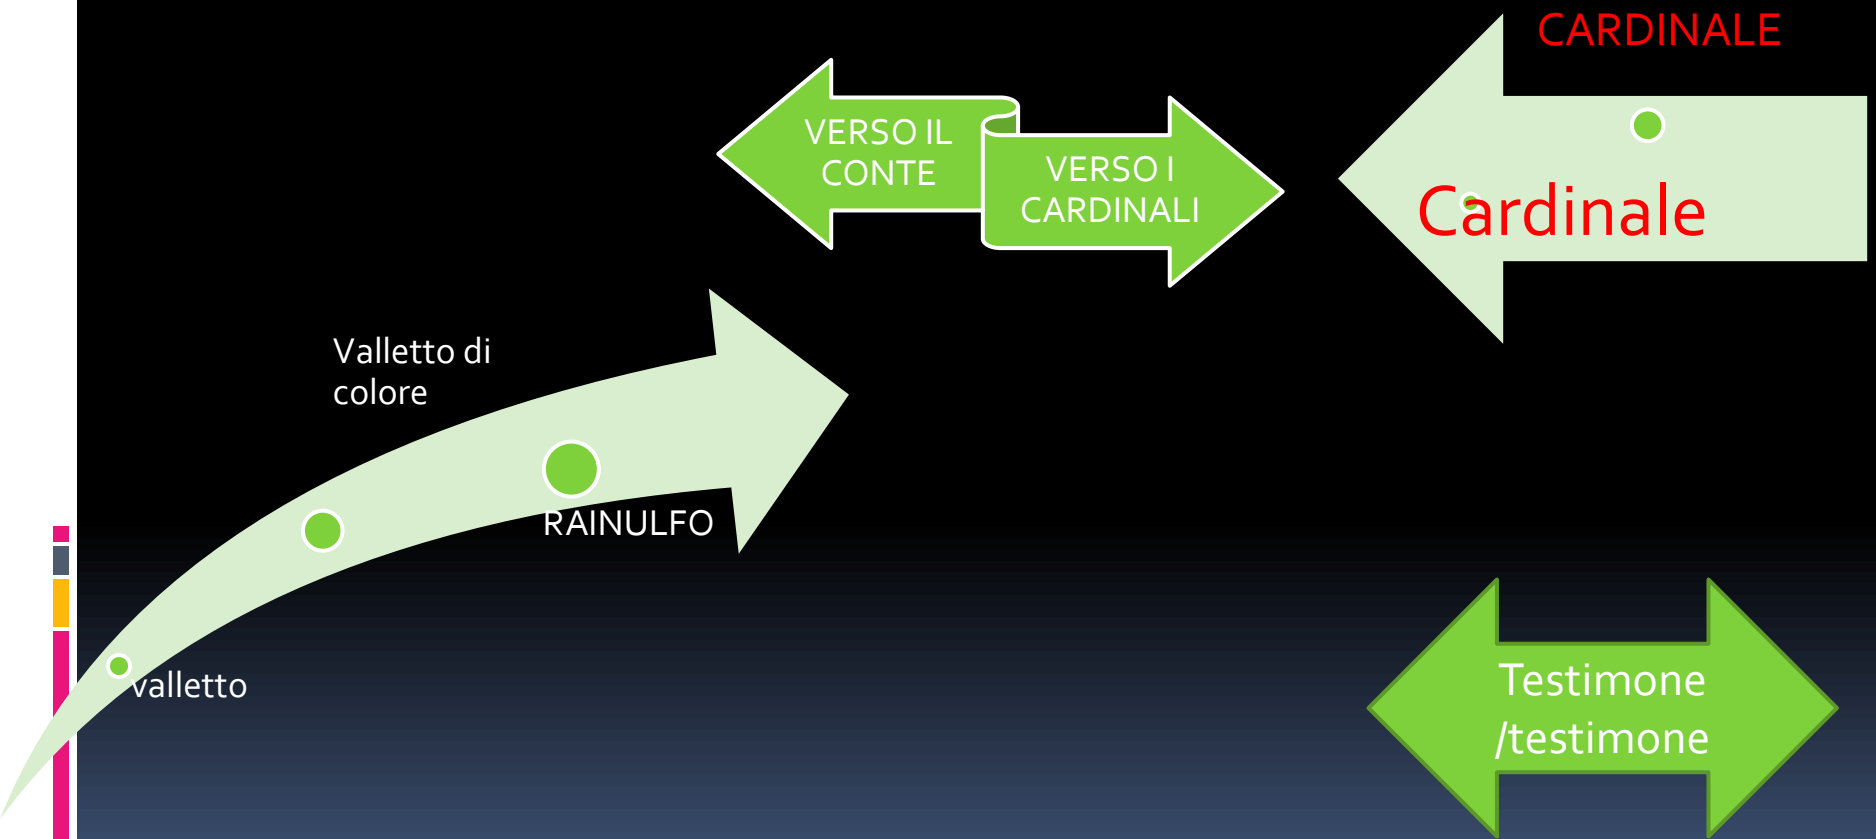 CARDINALE
VERSO IL
CONTE
VERSO I
CARDINALI
Cardinale
Valletto di
colore
RAINULFO
valletto
Testimone
/testimone